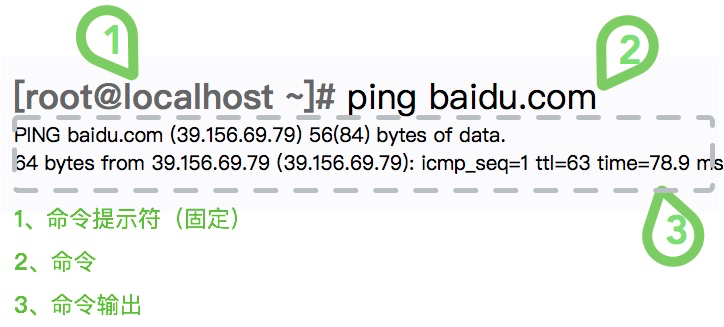 1
2
[root@localhost ~]# ping baidu.com
PING baidu.com (39.156.69.79) 56(84) bytes of data.
64 bytes from 39.156.69.79 (39.156.69.79): icmp_seq=1 ttl=63 time=78.9 ms
3
1、命令提示符（固定）
2、命令
3、命令输出